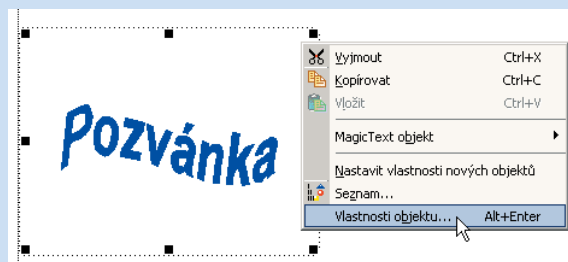 Pozvánka
Vyjmout Ctrl+X
Kopírovat Ctrl+C
Vložit Ctrl+V
MagicText objekt
Nastavit vlastnosti nových objektů
Seznam...
Vlastnosti objektu... Alt+Enter